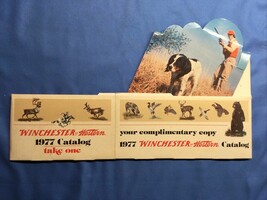 WINCHESTER-Western
1977 Catalog
take one
your complimentary copy
1977 WINCHESTER-Western Catalog